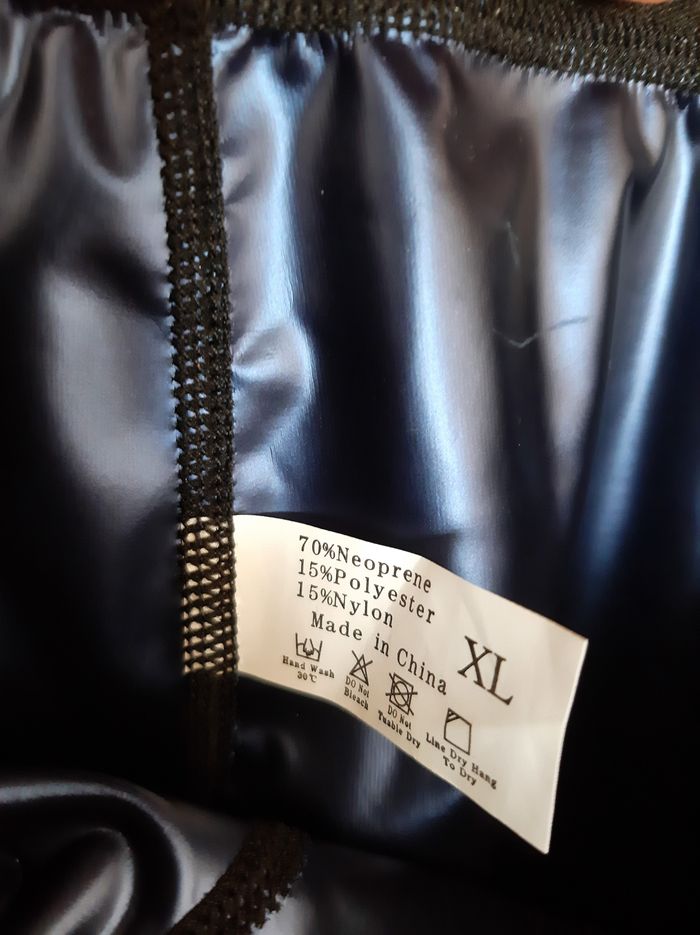 70%Neoprene
15%Polyester
15%Nylon
Made in China
XL
Hand Wash
30℃
DO Not
Bleach
DO Not
Tuable Dry
Line Dry Hang
To Dry